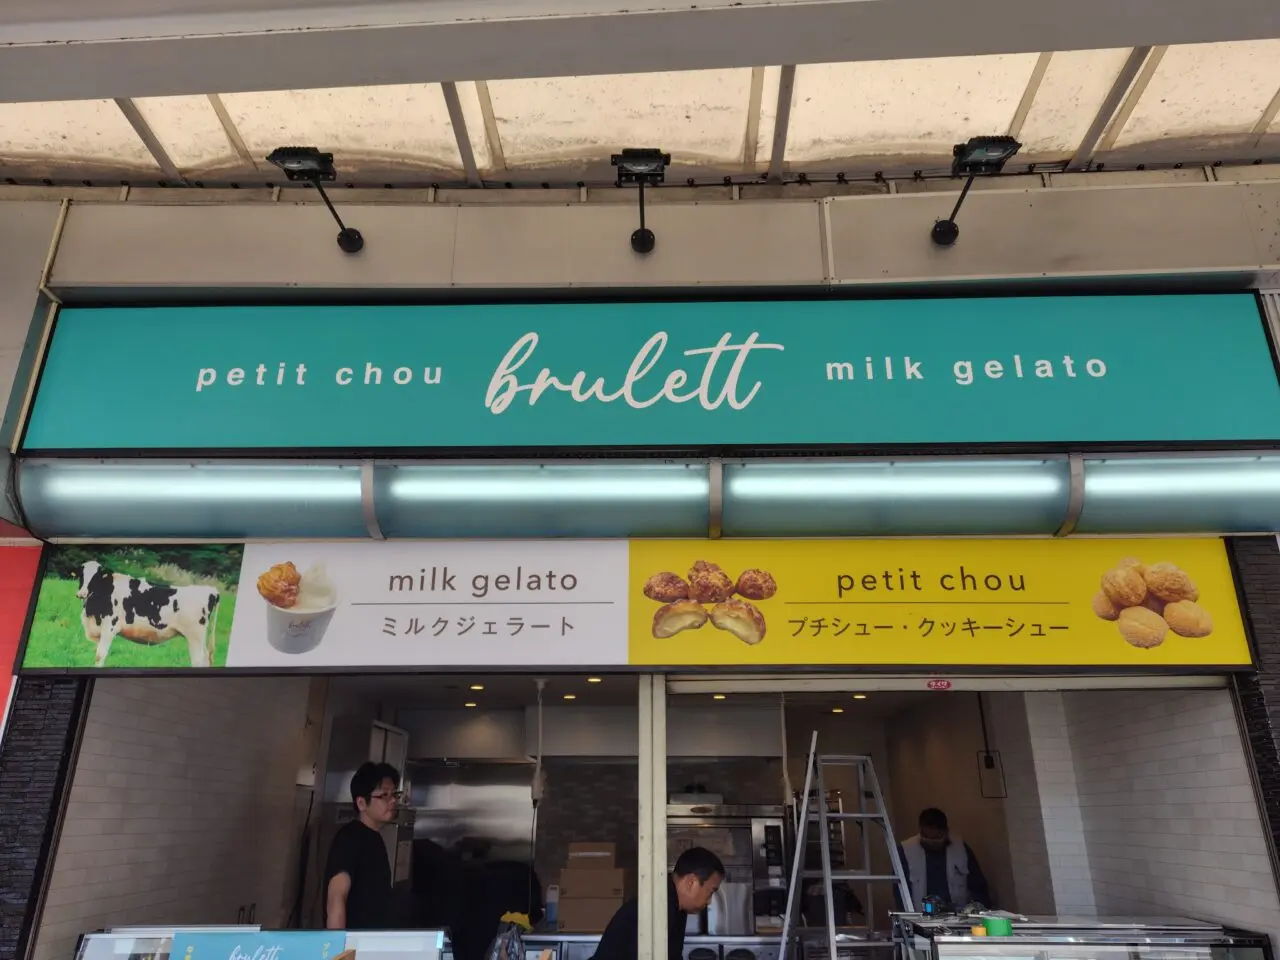 petit chou brulett milk gelato
milk gelato
ミルクジェラート
petit chou
プチシュー・クッキーシュー
brulett